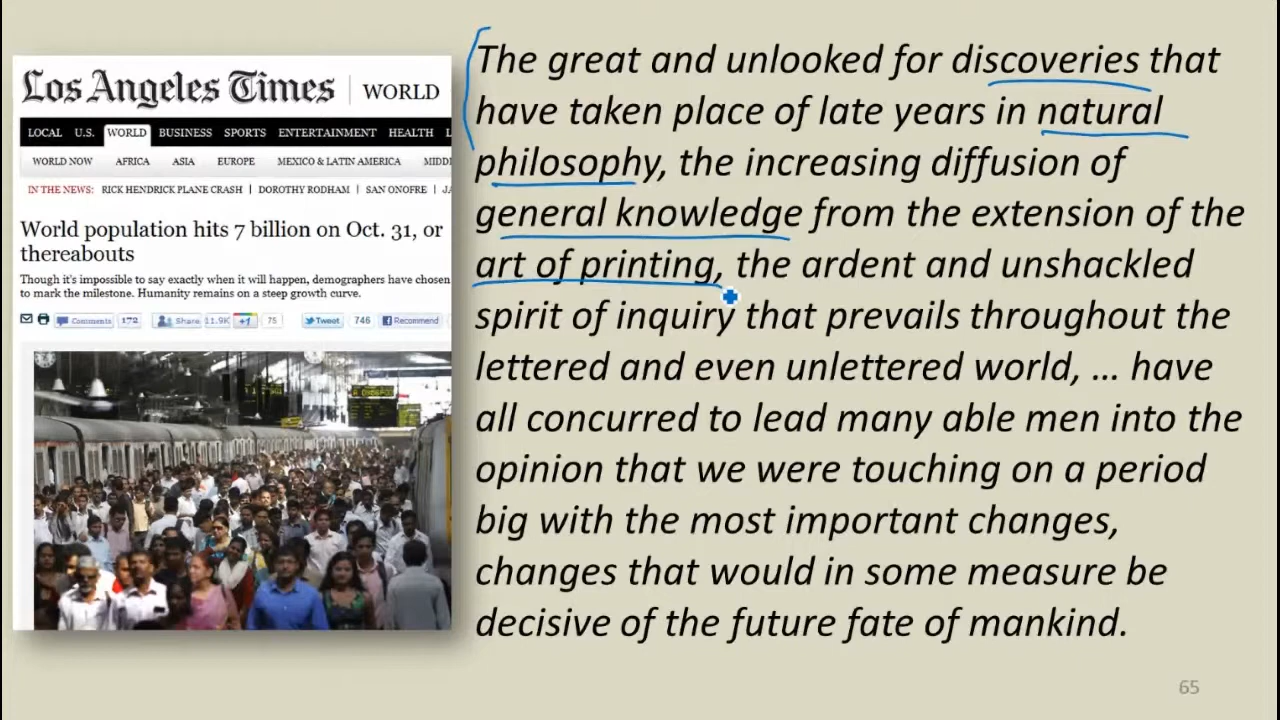 Los Angeles Times | WORLD
LOCAL U.S. WORLD BUSINESS SPORTS ENTERTAINMENT HEALTH L
WORLD NOW AFRICA ASIA EUROPE MEXICO & LATIN AMERICA MIDD
IN THE NEWS: RICK HENDRICK PLANE CRASH | DOROTHY RODHAM | SAN ONOFRE | JA
World population hits 7 billion on Oct. 31, or
thereabouts
Though it's impossible to say exactly when it will happen, demographers have chosen
to mark the milestone. Humanity remains on a steep growth curve.
Comments 172 Share 11.9K +1 75 Tweet 746 Recommend
The great and unlooked for discoveries that
have taken place of late years in natural
philosophy, the increasing diffusion of
general knowledge from the extension of the
art of printing, the ardent and unshackled
spirit of inquiry that prevails throughout the
lettered and even unlettered world, … have
all concurred to lead many able men into the
opinion that we were touching on a period
big with the most important changes,
changes that would in some measure be
decisive of the future fate of mankind.
65